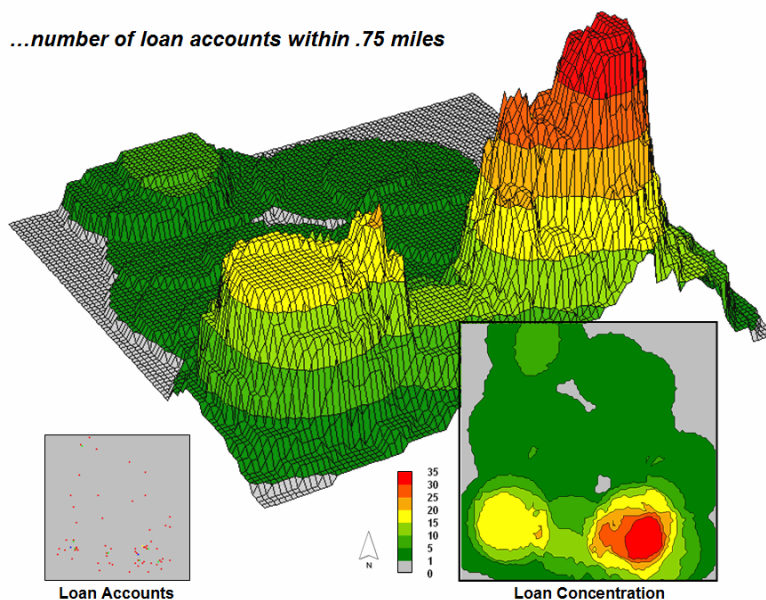 ...number of loan accounts within .75 miles
35
30
25
20
15
10
5
1
0
N
Loan Accounts
Loan Concentration